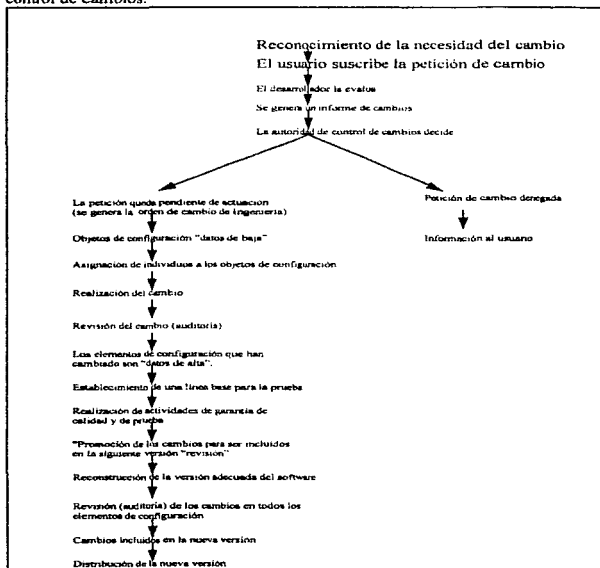 control de cambios.
Reconocimiento de la necesidad del cambio
El usuario suscribe la petición de cambio
El desarrollador la evalua
Se genera un informe de cambios
La autoridad de control de cambios decide
La petición queda pendiente de actuación
(se genera la orden de cambio de ingeniería)
Objetos de configuración "datos de baja"
Asignación de individuos a los objetos de configuración
Realización del cambio
Revisión del cambio (auditoría)
Los elementos de configuración que han
cambiado son "datos de alta".
Establecimiento de una línea base para la prueba
Realización de actividades de garantía de
calidad y de prueba
"Promoción de los cambios para ser incluidos
en la siguiente versión "revisión"
Reconstrucción de la versión adecuada del software
Revisión (auditoría) de los cambios en todos los
elementos de configuración
Cambios incluidos en la nueva versión
Distribución de la nueva versión
Petición de cambio denegada
Información al usuario